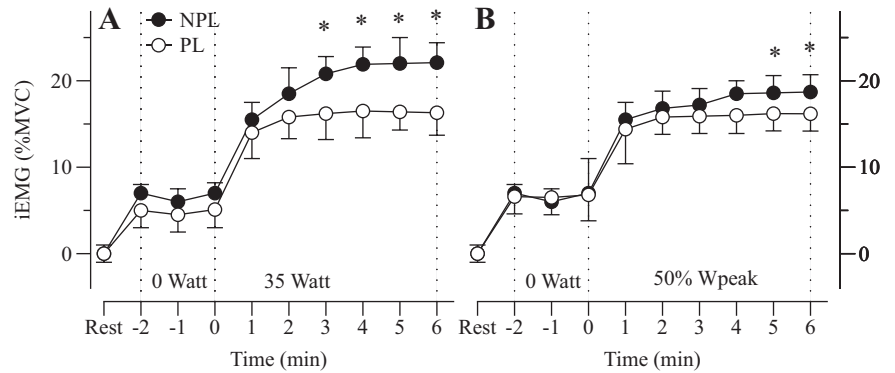 A
NPL
PL
* * * *
B
* *
iEMG (%MVC)
20
10
0
20
10
0
0 Watt 35 Watt
0 Watt 50% Wpeak
Rest -2 -1 0 1 2 3 4 5 6
Rest -2 -1 0 1 2 3 4 5 6
Time (min)
Time (min)